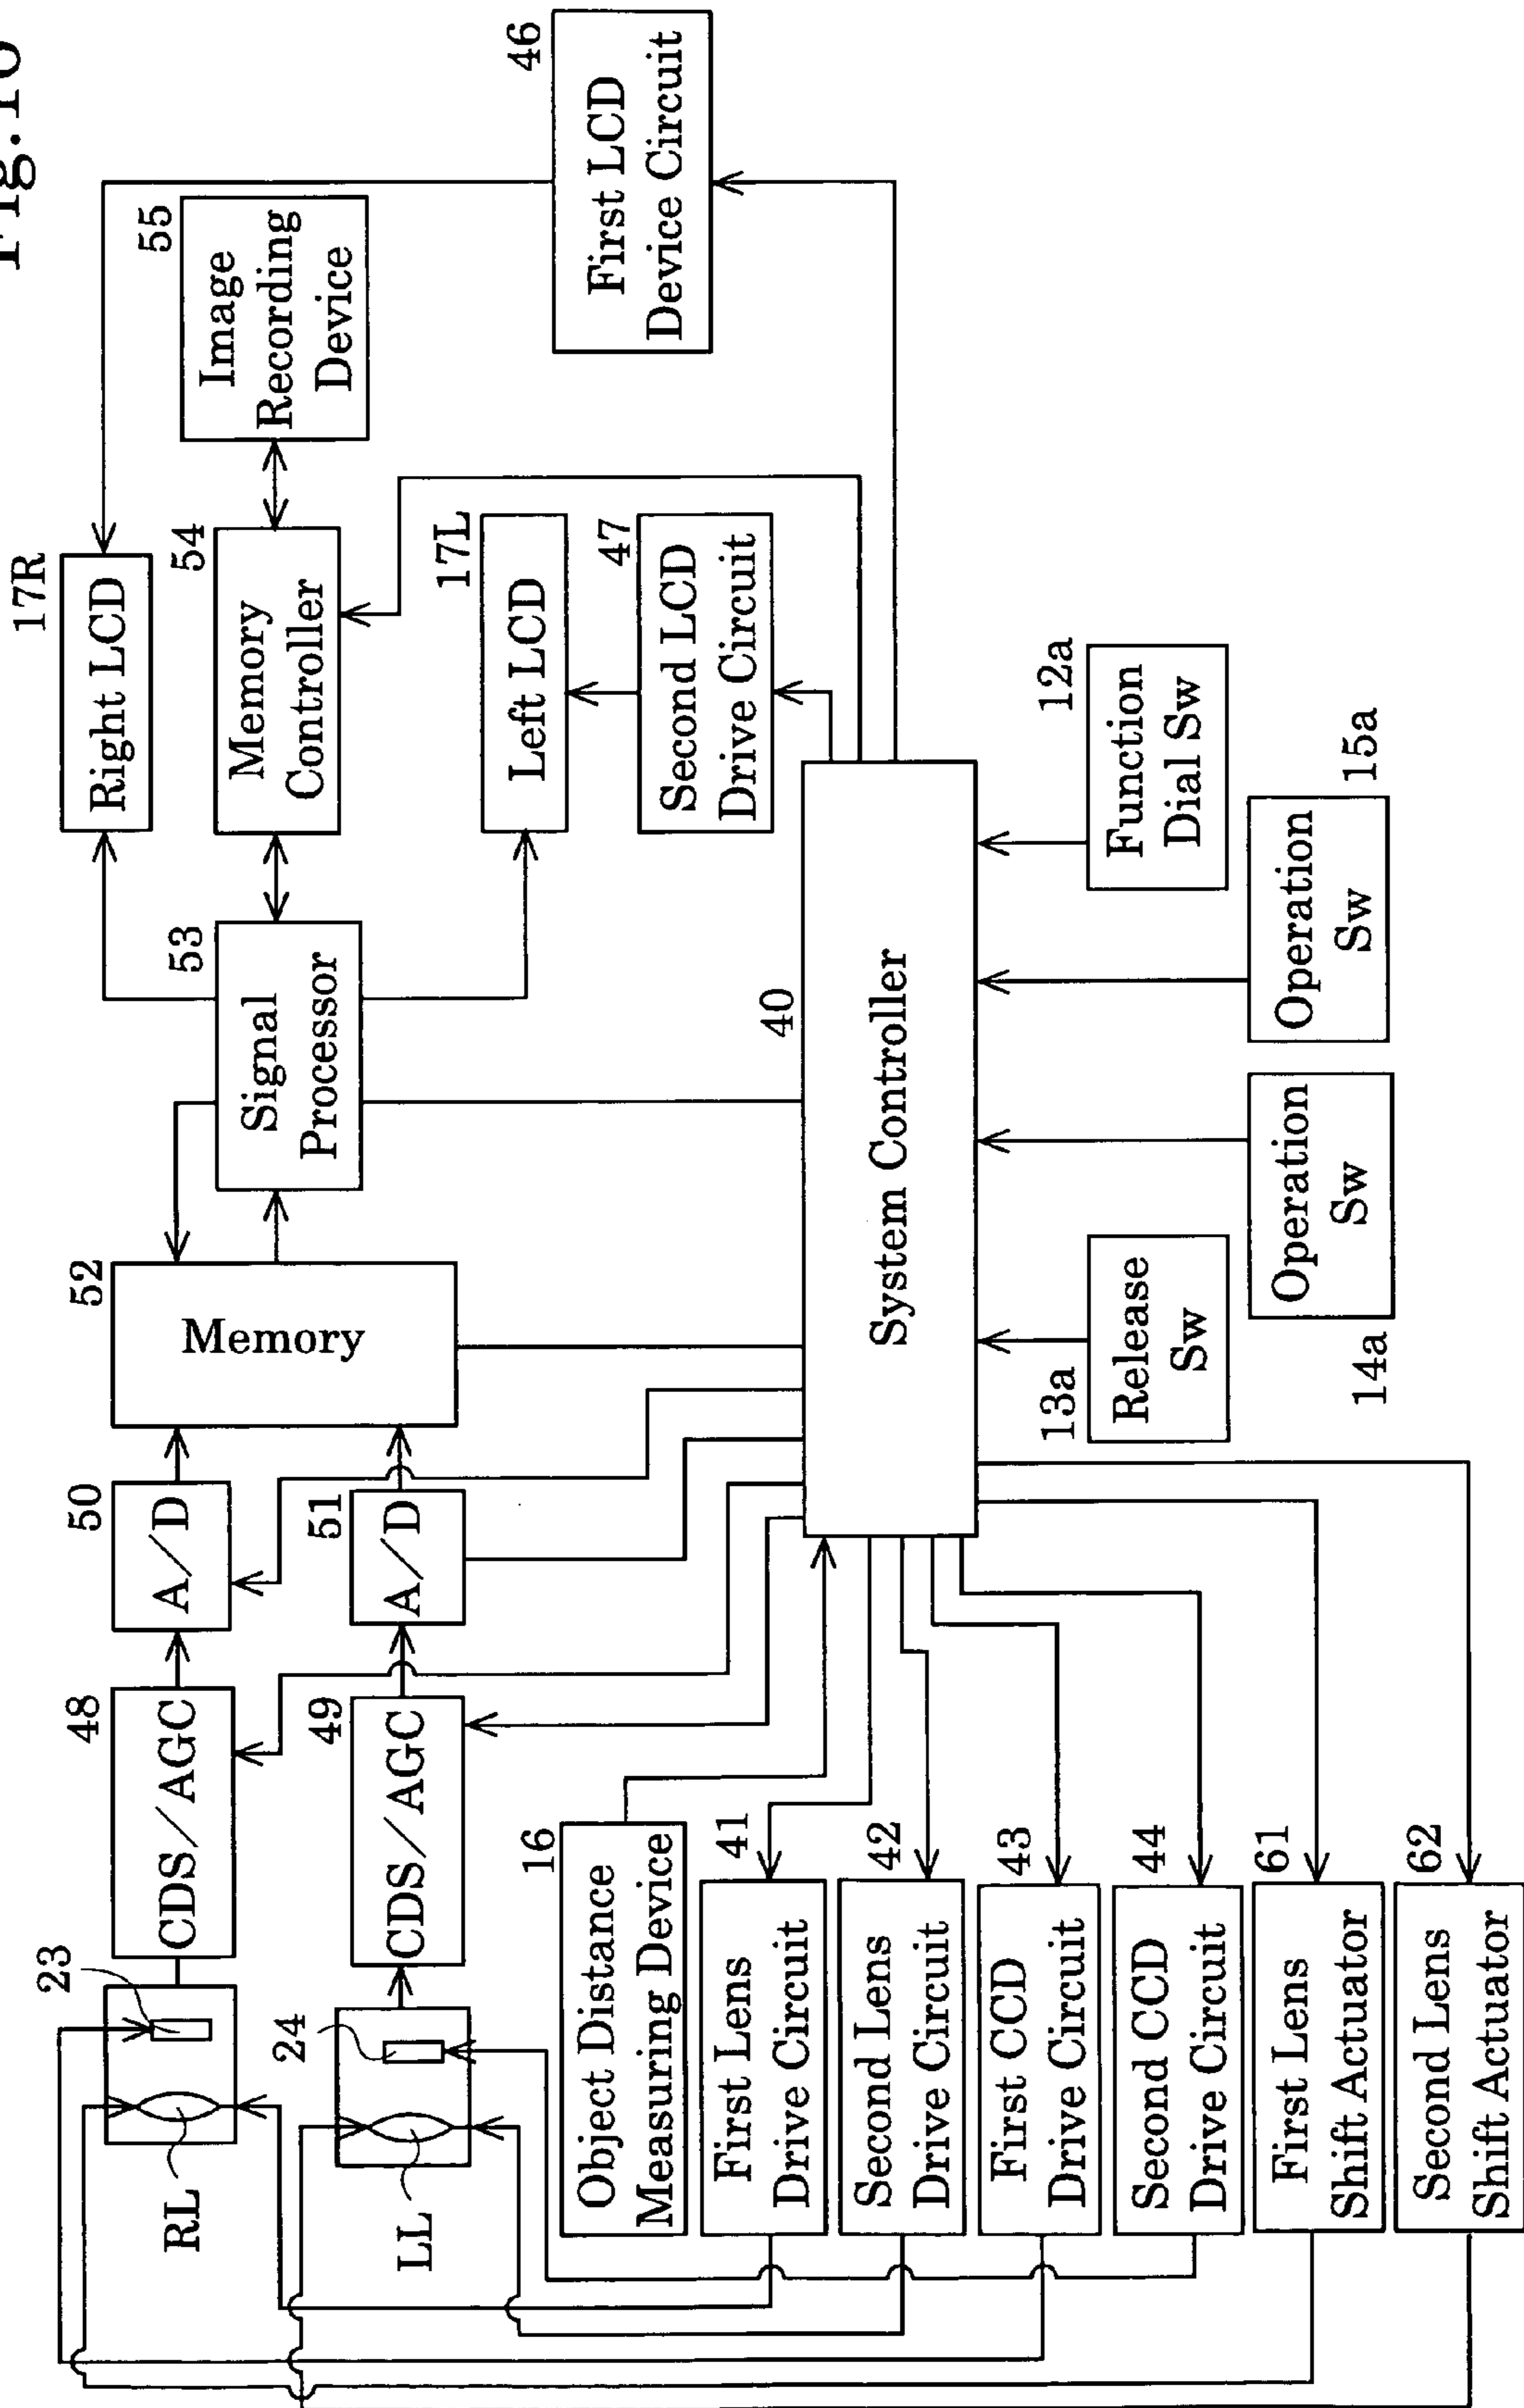 Fig.10
23
48
CDS/AGC
50
A/D
52
Memory
53
Signal
Processor
17R
Right LCD
54
Memory
Controller
55
Image
Recording
Device
46
First LCD
Device Circuit
RL
24
49
CDS/AGC
51
A/D
17L
Left LCD
47
Second LCD
Drive Circuit
LL
16
Object Distance
Measuring Device
41
First Lens
Drive Circuit
42
Second Lens
Drive Circuit
43
First CCD
Drive Circuit
44
Second CCD
Drive Circuit
61
First Lens
Shift Actuator
62
Second Lens
Shift Actuator
40
System Controller
13a
Release
Sw
14a
Operation
Sw
15a
Operation
Sw
12a
Function
Dial Sw